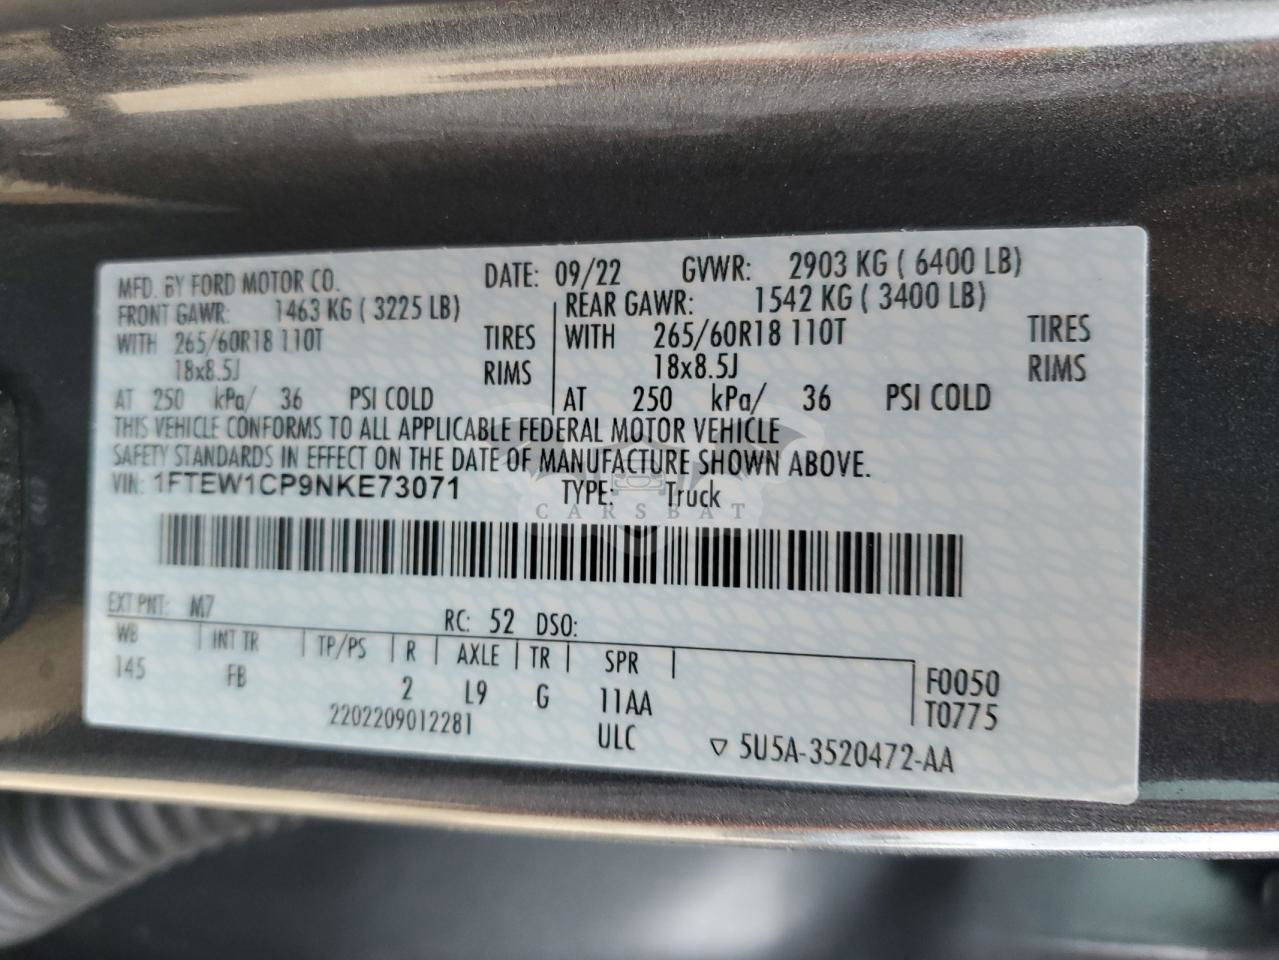 MFD. BY FORD MOTOR CO. DATE: 09/22 GVWR: 2903 KG ( 6400 LB)
FRONT GAWR: 1463 KG ( 3225 LB) REAR GAWR: 1542 KG ( 3400 LB)
WITH 265/60R18 110T TIRES WITH 265/60R18 110T TIRES
18x8.5J RIMS 18x8.5J RIMS
AT 250 kPa/ 36 PSI COLD AT 250 kPa/ 36 PSI COLD
THIS VEHICLE CONFORMS TO ALL APPLICABLE FEDERAL MOTOR VEHICLE
SAFETY STANDARDS IN EFFECT ON THE DATE OF MANUFACTURE SHOWN ABOVE.
VIN: 1FTEW1CP9NKE73071 TYPE: Truck
CARSBAT
EXT PNT: M7 RC: 52 DSO:
WB INT TR TP/PS R AXLE TR SPR
145 FB 2 L9 G 11AA F0050
T0775
2202209012281 ULC ▽ 5U5A-3520472-AA